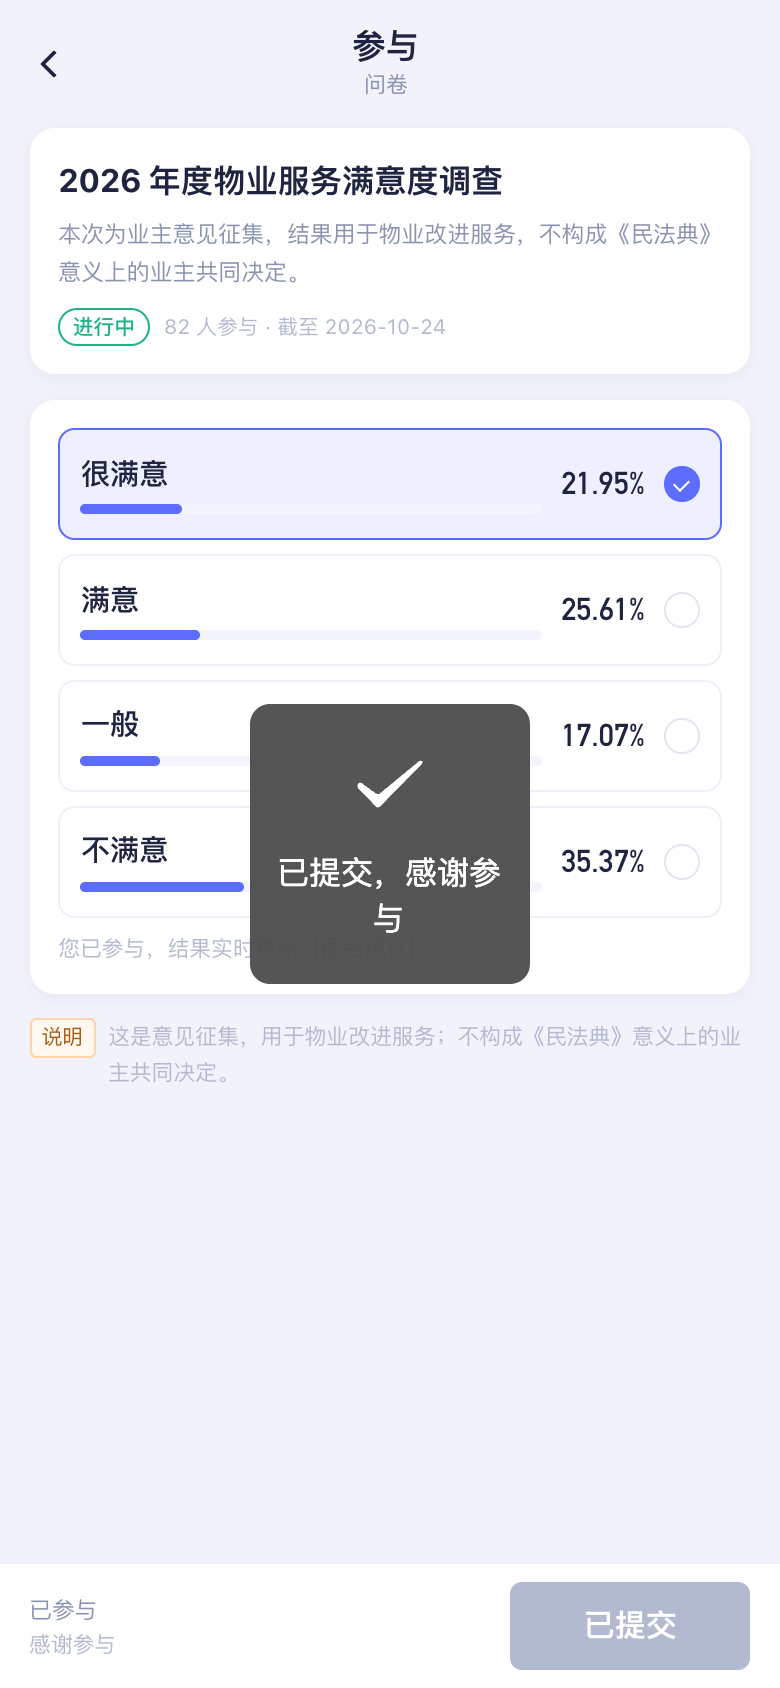 参与
问卷
2026 年度物业服务满意度调查
本次为业主意见征集，结果用于物业改进服务，不构成《民法典》
意义上的业主共同决定。
进行中
82 人参与 · 截至 2026-10-24
很满意
21.95%
满意
25.61%
一般
17.07%
不满意
35.37%
已提交，感谢参
与
您已参与，结果实时更新（匿名统计）
说明
这是意见征集，用于物业改进服务；不构成《民法典》意义上的业
主共同决定。
已参与
感谢参与
已提交